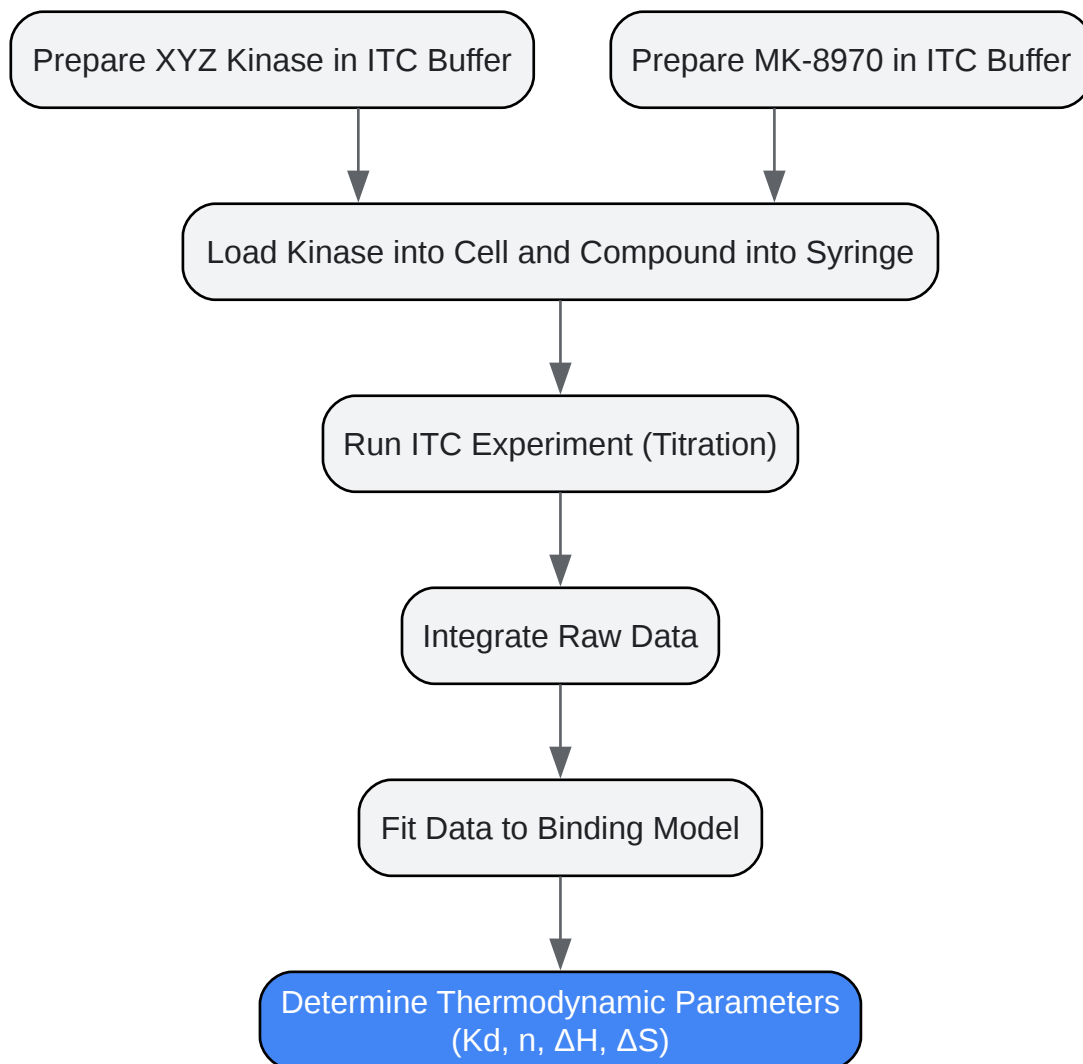 Prepare XYZ Kinase in ITC Buffer
Prepare MK-8970 in ITC Buffer
Load Kinase into Cell and Compound into Syringe
Run ITC Experiment (Titration)
Integrate Raw Data
Fit Data to Binding Model
Determine Thermodynamic Parameters
(Kd, n, ΔH, ΔS)